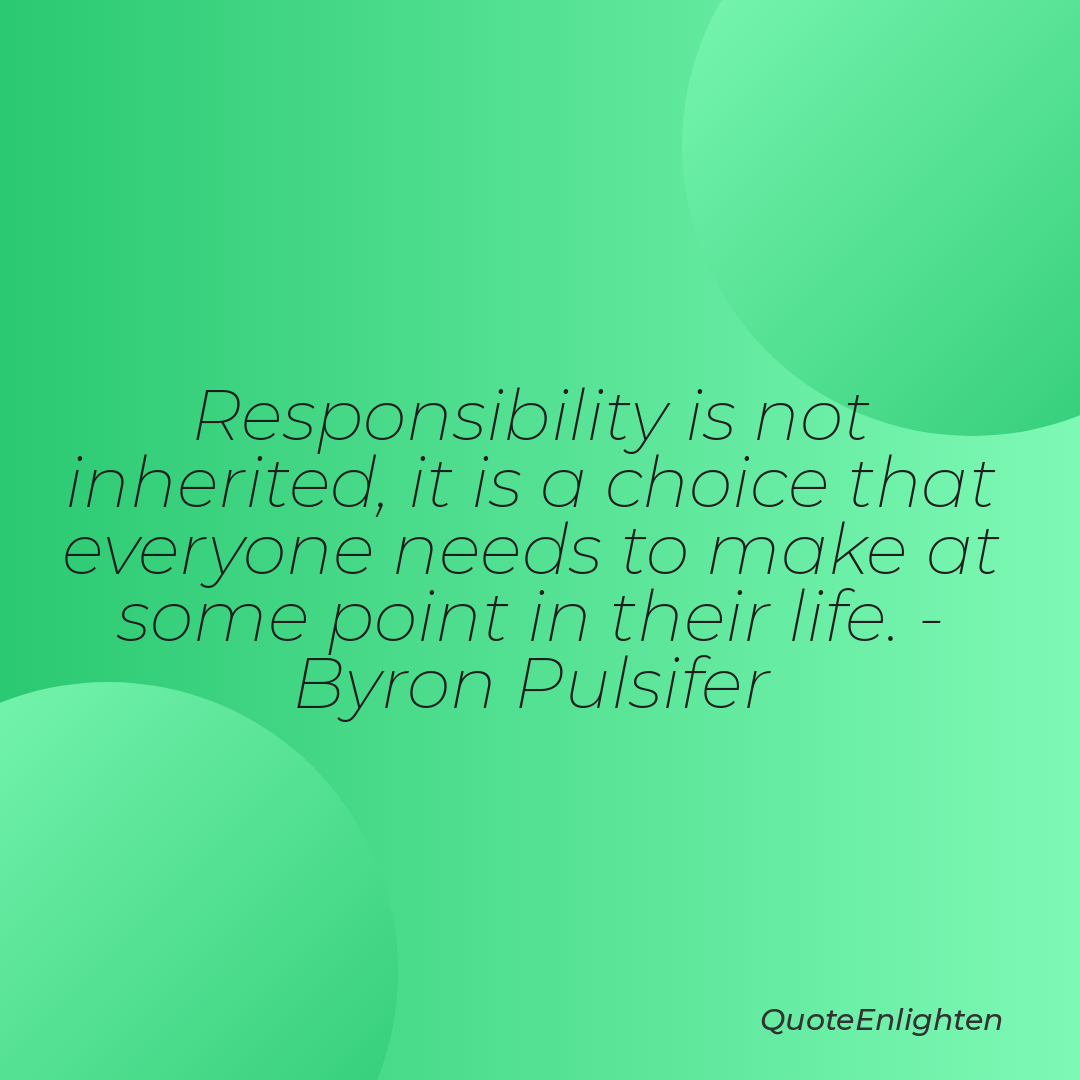 Responsibility is not
inherited, it is a choice that
everyone needs to make at
some point in their life. -
Byron Pulsifer
QuoteEnlighten